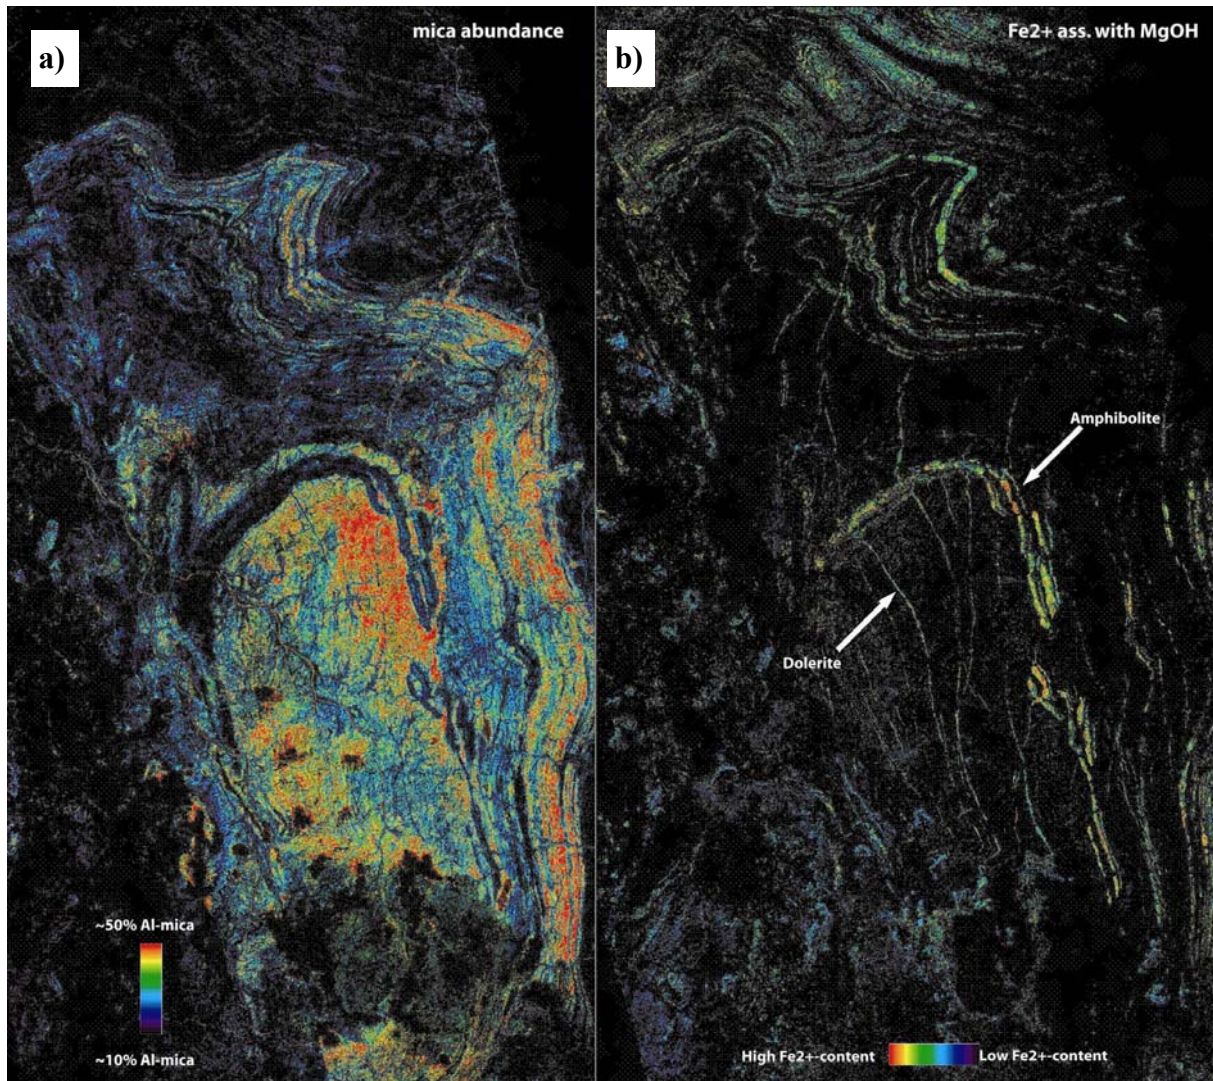 a)
mica abundance
b)
Fe2+ ass. with MgOH
Amphibolite
Dolerite
~50% Al-mica
~10% Al-mica
High Fe2+-content
Low Fe2+-content